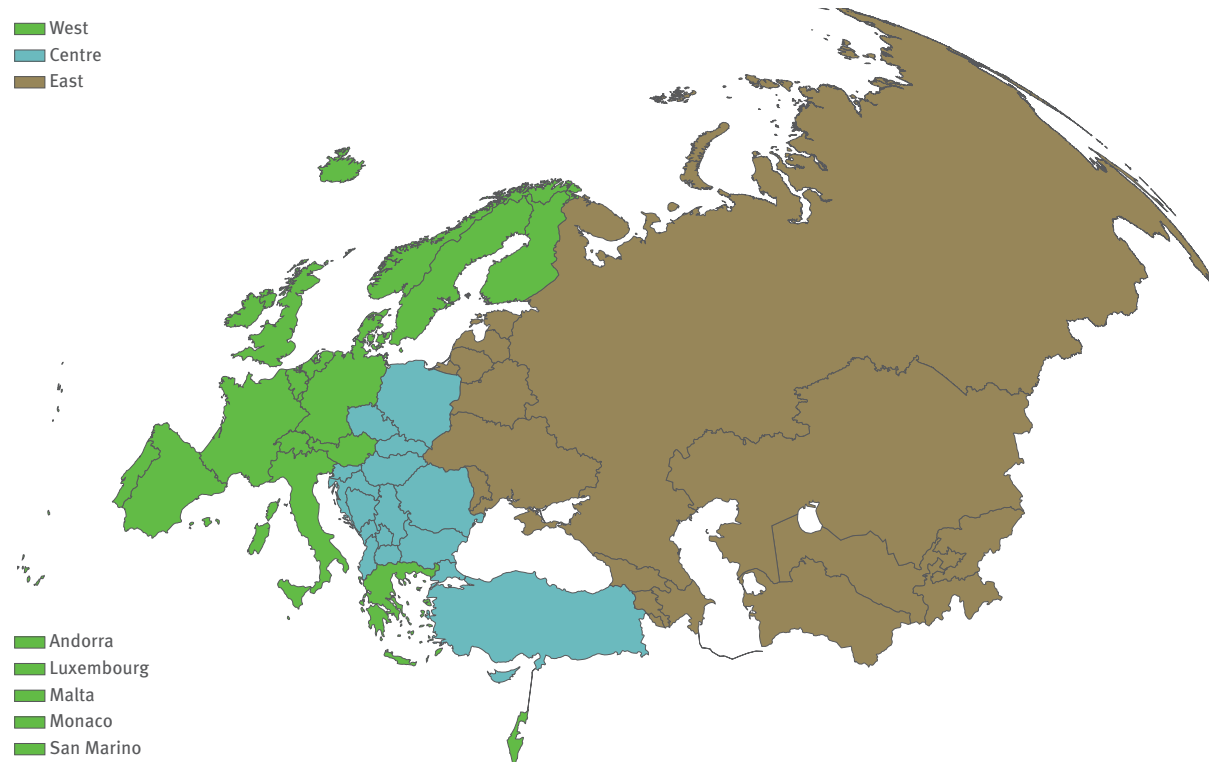 West
Centre
East
Andorra
Luxembourg
Malta
Monaco
San Marino